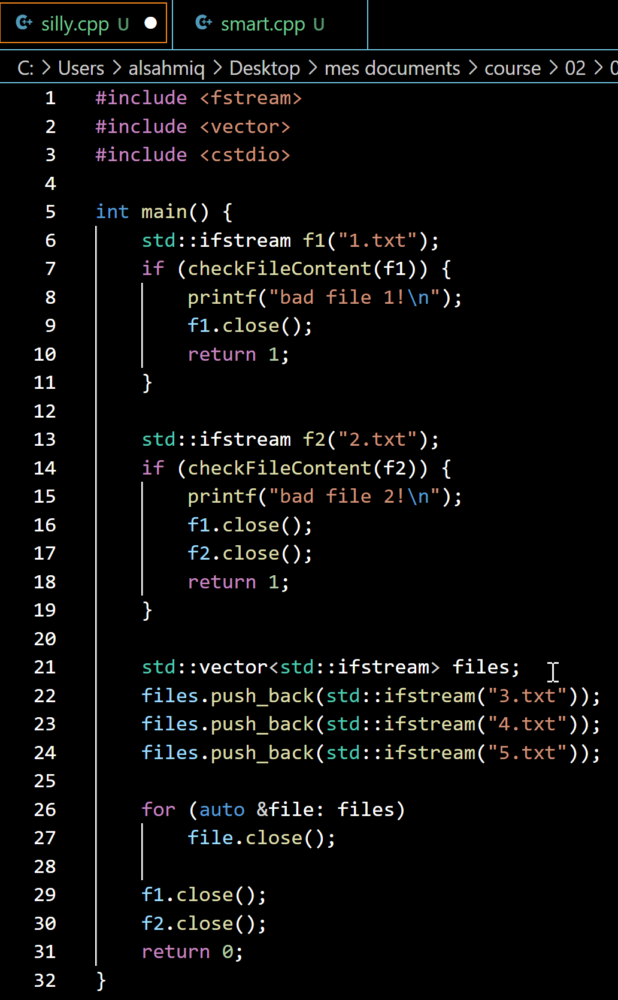 silly.cpp U smart.cpp U
C: > Users > alsahmiq > Desktop > mes documents > course > 02 >
1 #include <fstream>
2 #include <vector>
3 #include <cstdio>
4
5 int main() {
6 std::ifstream f1("1.txt");
7 if (checkFileContent(f1)) {
8 printf("bad file 1!\n");
9 f1.close();
10 return 1;
11 }
12
13 std::ifstream f2("2.txt");
14 if (checkFileContent(f2)) {
15 printf("bad file 2!\n");
16 f1.close();
17 f2.close();
18 return 1;
19 }
20
21 std::vector<std::ifstream> files;
22 files.push_back(std::ifstream("3.txt"));
23 files.push_back(std::ifstream("4.txt"));
24 files.push_back(std::ifstream("5.txt"));
25
26 for (auto &file: files)
27 file.close();
28
29 f1.close();
30 f2.close();
31 return 0;
32 }